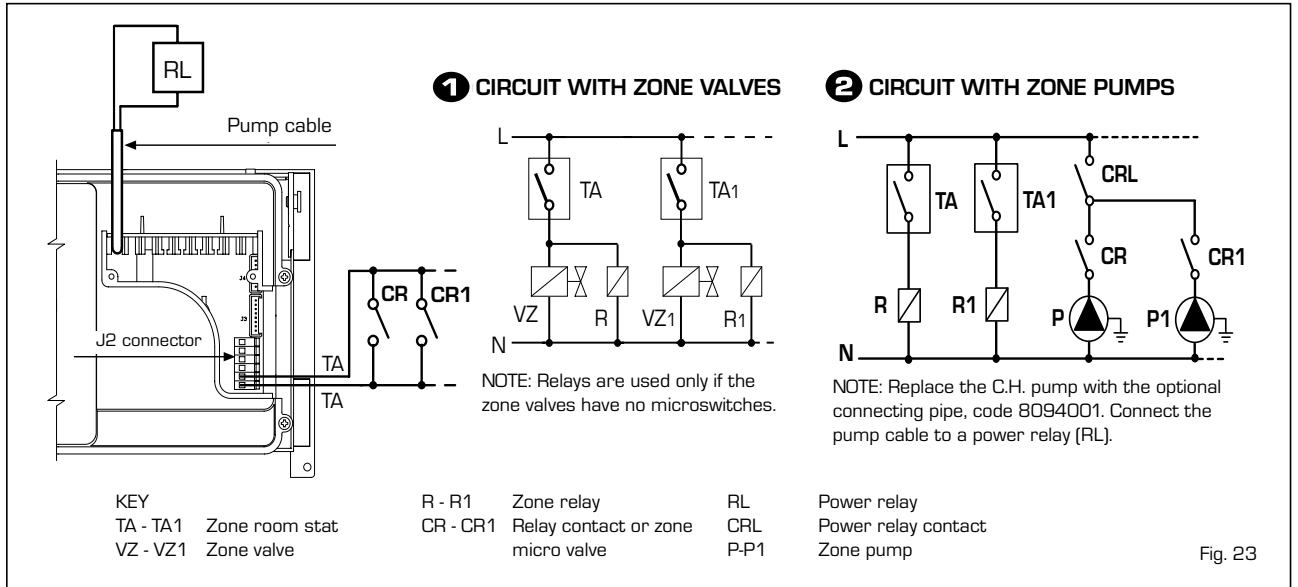 RL
Pump cable
J4
J3
J2 connector
CR CR1
TA
TA
1 CIRCUIT WITH ZONE VALVES
L
TA TA1
VZ R VZ1 R1
N
NOTE: Relays are used only if the
zone valves have no microswitches.
2 CIRCUIT WITH ZONE PUMPS
L
CRL
TA TA1
CR CR1
R R1 P P1
N
NOTE: Replace the C.H. pump with the optional
connecting pipe, code 8094001. Connect the
pump cable to a power relay (RL).
KEY
TA - TA1 Zone room stat
VZ - VZ1 Zone valve
R - R1 Zone relay
CR - CR1 Relay contact or zone
micro valve
RL Power relay
CRL Power relay contact
P-P1 Zone pump
Fig. 23